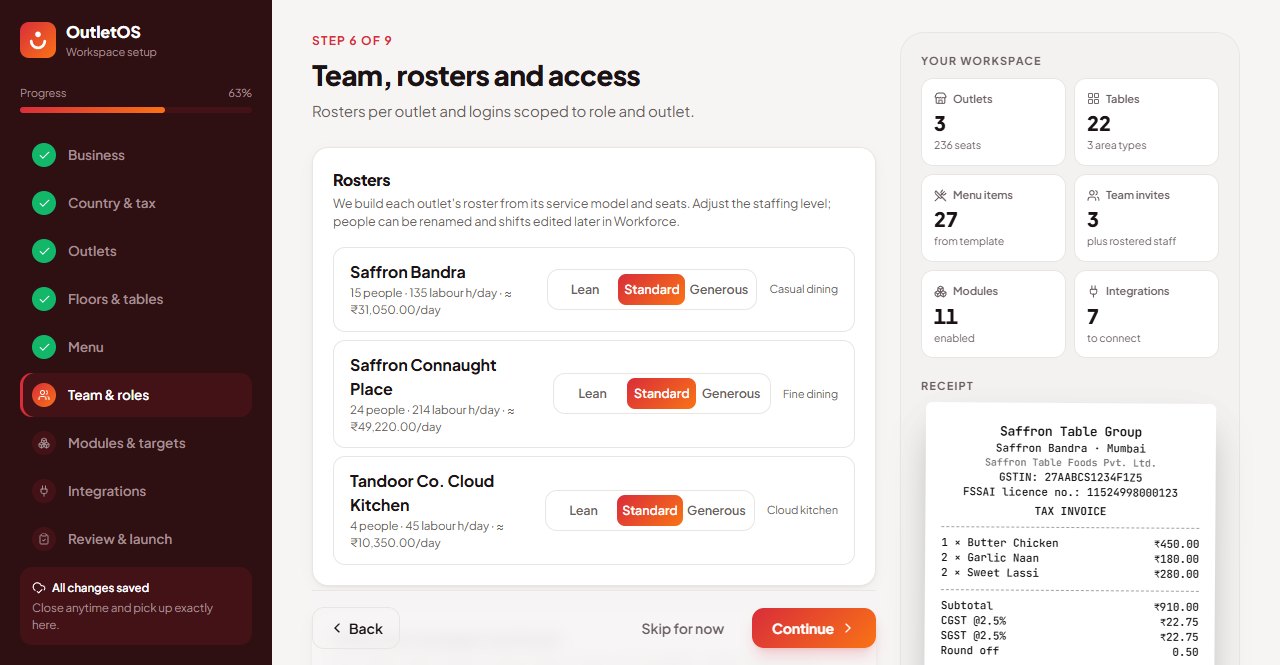 OutletOS
Workspace setup
Progress 63%
Business
Country & tax
Outlets
Floors & tables
Menu
Team & roles
Modules & targets
Integrations
Review & launch
All changes saved
Close anytime and pick up exactly
here.
STEP 6 OF 9
Team, rosters and access
Rosters per outlet and logins scoped to role and outlet.
Rosters
We build each outlet's roster from its service model and seats. Adjust the staffing level;
people can be renamed and shifts edited later in Workforce.
Saffron Bandra
15 people · 135 labour h/day · ≈
₹31,050.00/day
Lean Standard Generous Casual dining
Saffron Connaught
Place
24 people · 214 labour h/day · ≈
₹49,220.00/day
Lean Standard Generous Fine dining
Tandoor Co. Cloud
Kitchen
4 people · 45 labour h/day · ≈
₹10,350.00/day
Lean Standard Generous Cloud kitchen
Back Skip for now Continue
YOUR WORKSPACE
Outlets
3
236 seats
Tables
22
3 area types
Menu items
27
from template
Team invites
3
plus rostered staff
Modules
11
enabled
Integrations
7
to connect
RECEIPT
Saffron Table Group
Saffron Bandra · Mumbai
Saffron Table Foods Pvt. Ltd.
GSTIN: 27AABCS1234F1Z5
FSSAI licence no.: 11524998000123
TAX INVOICE
1 × Butter Chicken ₹450.00
2 × Garlic Naan ₹180.00
2 × Sweet Lassi ₹280.00
Subtotal ₹910.00
CGST @2.5% ₹22.75
SGST @2.5% ₹22.75
Round off 0.50